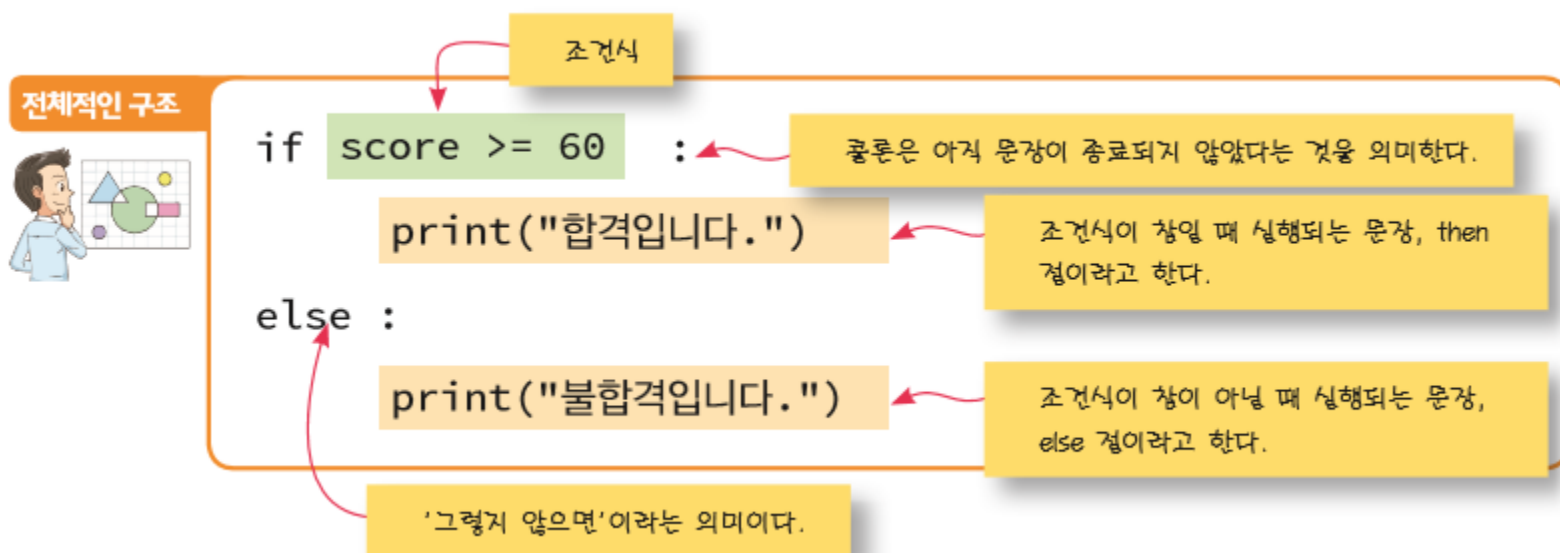 조건식
전체적인 구조
if score >= 60 :
콜론은 아직 문장이 종료되지 않았다는 것을 의미한다.
print("합격입니다.")
조건식이 참일 때 실행되는 문장, then
절이라고 한다.
else :
print("불합격입니다.")
조건식이 참이 아닐 때 실행되는 문장,
else 절이라고 한다.
'그렇지 않으면'이라는 의미이다.